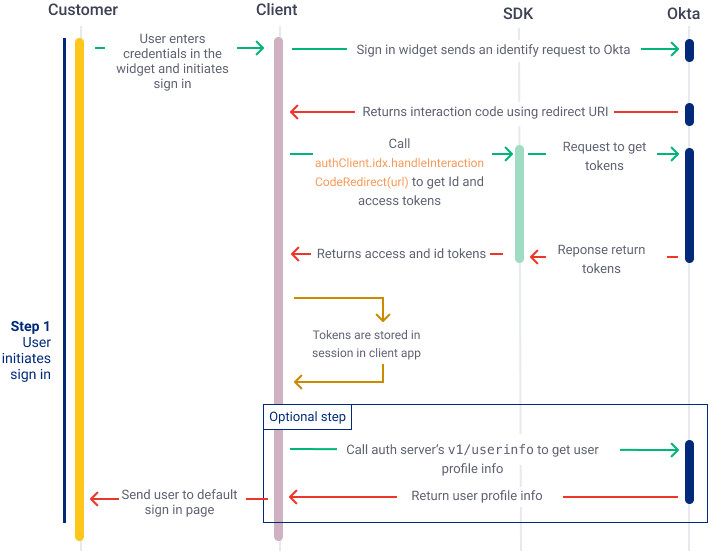 Customer
Client
SDK
Okta
User enters
credentials in the
widget and initiates
sign in
Sign in widget sends an identify request to Okta
Returns interaction code using redirect URI
Call
authClient.idx.handleInteraction
CodeRedirect(url) to get Id and
access tokens
Request to get
tokens
Returns access and id tokens
Reponse return
tokens
Step 1
User
initiates
sign in
Tokens are stored in
session in client app
Optional step
Call auth server's v1/userinfo to get user
profile info
Send user to default
sign in page
Return user profile info